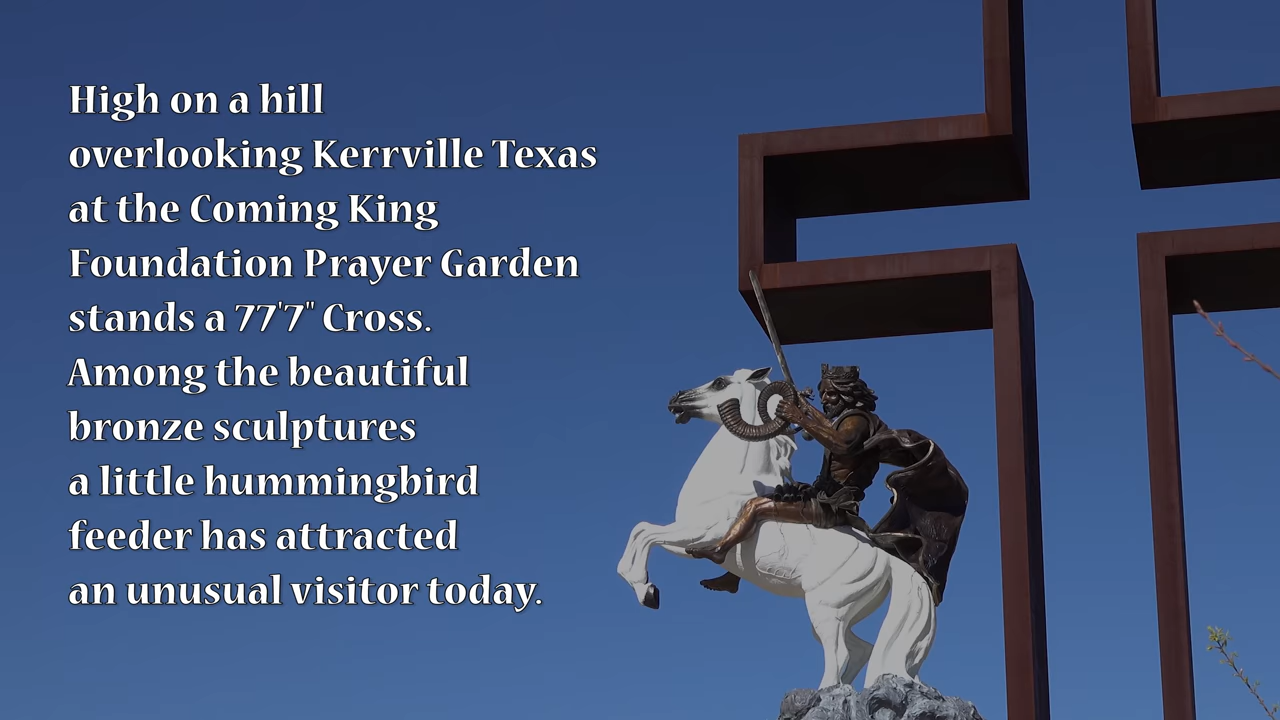 High on a hill
overlooking Kerrville Texas
at the Coming King
Foundation Prayer Garden
stands a 77'7" Cross.
Among the beautiful
bronze sculptures
a little hummingbird
feeder has attracted
an unusual visitor today.